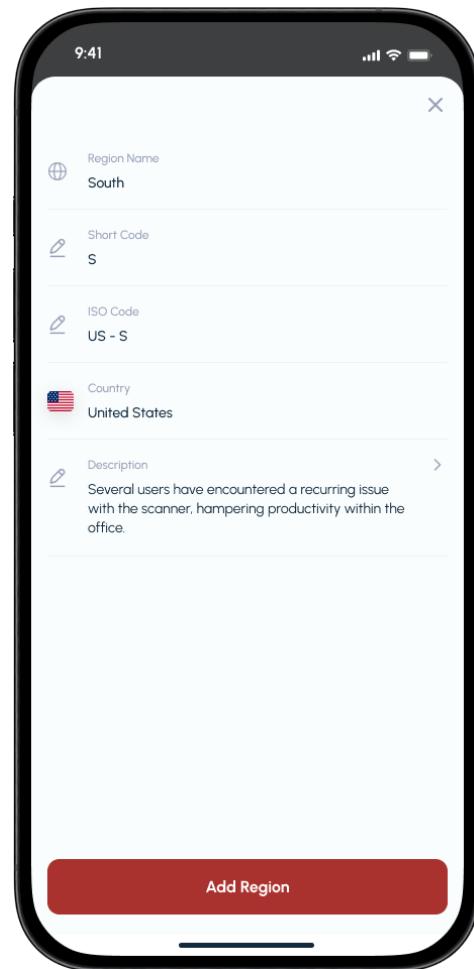 9:41
Region Name
South
Short Code
S
ISO Code
US - S
Country
United States
Description
Several users have encountered a recurring issue
with the scanner, hampering productivity within the
office.
Add Region